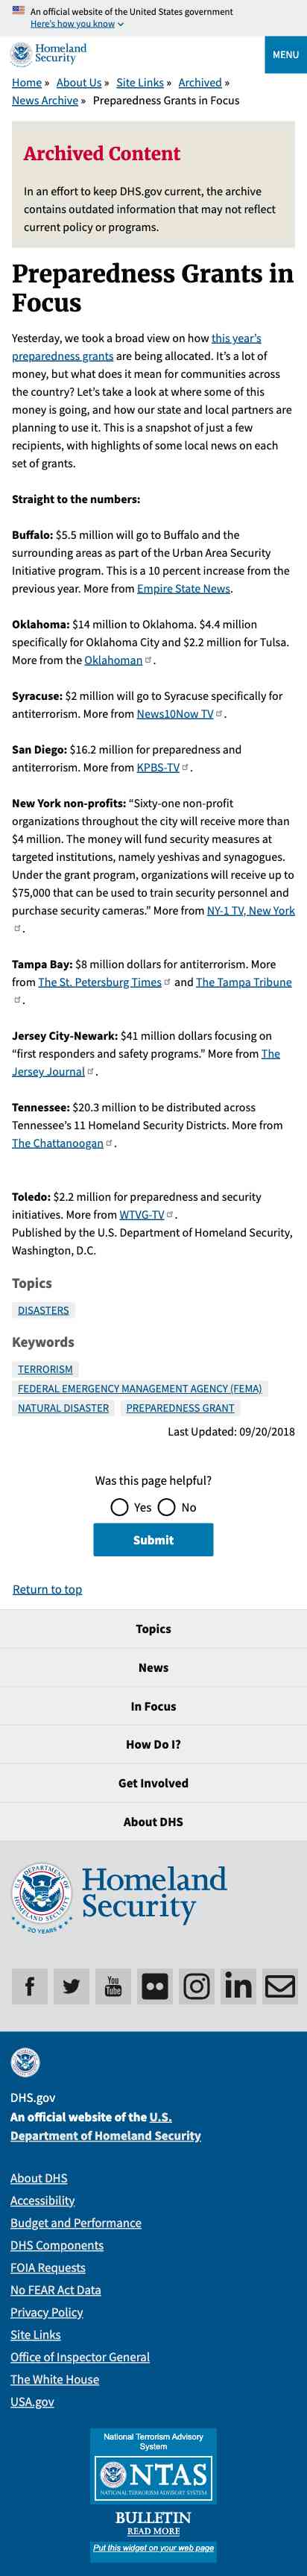 An official website of the United States government
Here's how you know
Homeland
Security
MENU
Home » About Us » Site Links » Archived »
News Archive » Preparedness Grants in Focus
Archived Content
In an effort to keep DHS.gov current, the archive
contains outdated information that may not reflect
current policy or programs.
Preparedness Grants in
Focus
Yesterday, we took a broad view on how this year's
preparedness grants are being allocated. It's a lot of
money, but what does it mean for communities across
the country? Let's take a look at where some of this
money is going, and how our state and local partners are
planning to use it. This is a snapshot of just a few
recipients, with highlights of some local news on each
set of grants.
Straight to the numbers:
Buffalo: $5.5 million will go to Buffalo and the
surrounding areas as part of the Urban Area Security
Initiative program. This is a 10 percent increase from the
previous year. More from Empire State News.
Oklahoma: $14 million to Oklahoma. $4.4 million
specifically for Oklahoma City and $2.2 million for Tulsa.
More from the Oklahoman.
Syracuse: $2 million will go to Syracuse specifically for
antiterrorism. More from News10Now TV.
San Diego: $16.2 million for preparedness and
antiterrorism. More from KPBS-TV.
New York non-profits: “Sixty-one non-profit
organizations throughout the city will receive more than
$4 million. The money will fund security measures at
targeted institutions, namely yeshivas and synagogues.
Under the grant program, organizations will receive up to
$75,000 that can be used to train security personnel and
purchase security cameras.” More from NY-1 TV, New York
.
Tampa Bay: $8 million dollars for antiterrorism. More
from The St. Petersburg Times and The Tampa Tribune
.
Jersey City-Newark: $41 million dollars focusing on
“first responders and safety programs.” More from The
Jersey Journal.
Tennessee: $20.3 million to be distributed across
Tennessee's 11 Homeland Security Districts. More from
The Chattanoogan.
Toledo: $2.2 million for preparedness and security
initiatives. More from WTVG-TV.
Published by the U.S. Department of Homeland Security,
Washington, D.C.
Topics
DISASTERS
Keywords
TERRORISM
FEDERAL EMERGENCY MANAGEMENT AGENCY (FEMA)
NATURAL DISASTER PREPAREDNESS GRANT
Last Updated: 09/20/2018
Was this page helpful?
Yes No
Submit
Return to top
Topics
News
In Focus
How Do I?
Get Involved
About DHS
Homeland
Security
20 YEARS
You
Tube
DHS.gov
An official website of the U.S.
Department of Homeland Security
About DHS
Accessibility
Budget and Performance
DHS Components
FOIA Requests
No FEAR Act Data
Privacy Policy
Site Links
Office of Inspector General
The White House
USA.gov
National Terrorism Advisory
System
NTAS
NATIONAL TERRORISM ADVISORY SYSTEM
BULLETIN
READ MORE
Put this widget on your web page